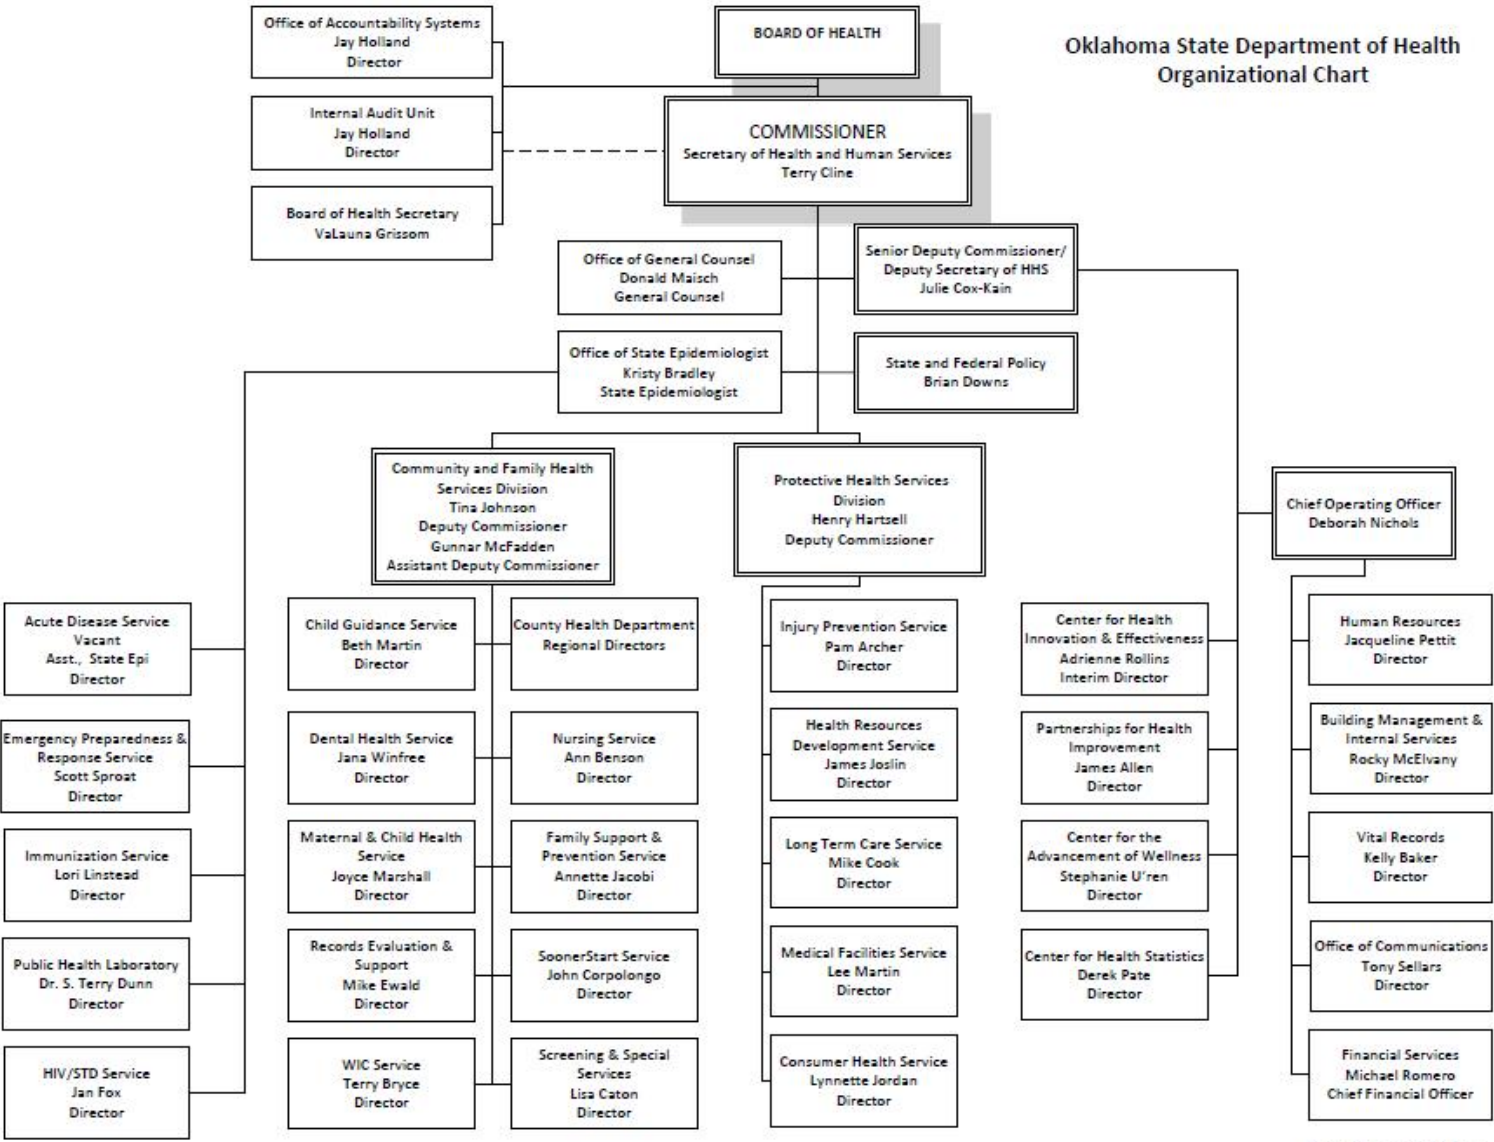 Oklahoma State Department of Health
Organizational Chart
BOARD OF HEALTH
COMMISSIONER
Secretary of Health and Human Services
Terry Cline
Office of Accountability Systems
Jay Holland
Director
Internal Audit Unit
Jay Holland
Director
Board of Health Secretary
VaLauna Grissom
Office of General Counsel
Donald Maisch
General Counsel
Senior Deputy Commissioner/
Deputy Secretary of HHS
Julie Cox-Kain
Office of State Epidemiologist
Kristy Bradley
State Epidemiologist
State and Federal Policy
Brian Downs
Community and Family Health
Services Division
Tina Johnson
Deputy Commissioner
Gunnar McFadden
Assistant Deputy Commissioner
Protective Health Services
Division
Henry Hartsell
Deputy Commissioner
Chief Operating Officer
Deborah Nichols
Acute Disease Service
Vacant
Asst., State Epi
Director
Emergency Preparedness &
Response Service
Scott Sproat
Director
Immunization Service
Lori Linstead
Director
Public Health Laboratory
Dr. S. Terry Dunn
Director
HIV/STD Service
Jan Fox
Director
Child Guidance Service
Beth Martin
Director
Dental Health Service
Jana Winfree
Director
Maternal & Child Health
Service
Joyce Marshall
Director
Records Evaluation &
Support
Mike Ewald
Director
WIC Service
Terry Bryce
Director
County Health Department
Regional Directors
Nursing Service
Ann Benson
Director
Family Support &
Prevention Service
Annette Jacobi
Director
SoonerStart Service
John Corpolongo
Director
Screening & Special
Services
Lisa Caton
Director
Injury Prevention Service
Pam Archer
Director
Health Resources
Development Service
James Joslin
Director
Long Term Care Service
Mike Cook
Director
Medical Facilities Service
Lee Martin
Director
Consumer Health Service
Lynnette Jordan
Director
Center for Health
Innovation & Effectiveness
Adrienne Rollins
Interim Director
Partnerships for Health
Improvement
James Allen
Director
Center for the
Advancement of Wellness
Stephanie U'ren
Director
Center for Health Statistics
Derek Pate
Director
Human Resources
Jacqueline Pettit
Director
Building Management &
Internal Services
Rocky McElvany
Director
Vital Records
Kelly Baker
Director
Office of Communications
Tony Sellars
Director
Financial Services
Michael Romero
Chief Financial Officer